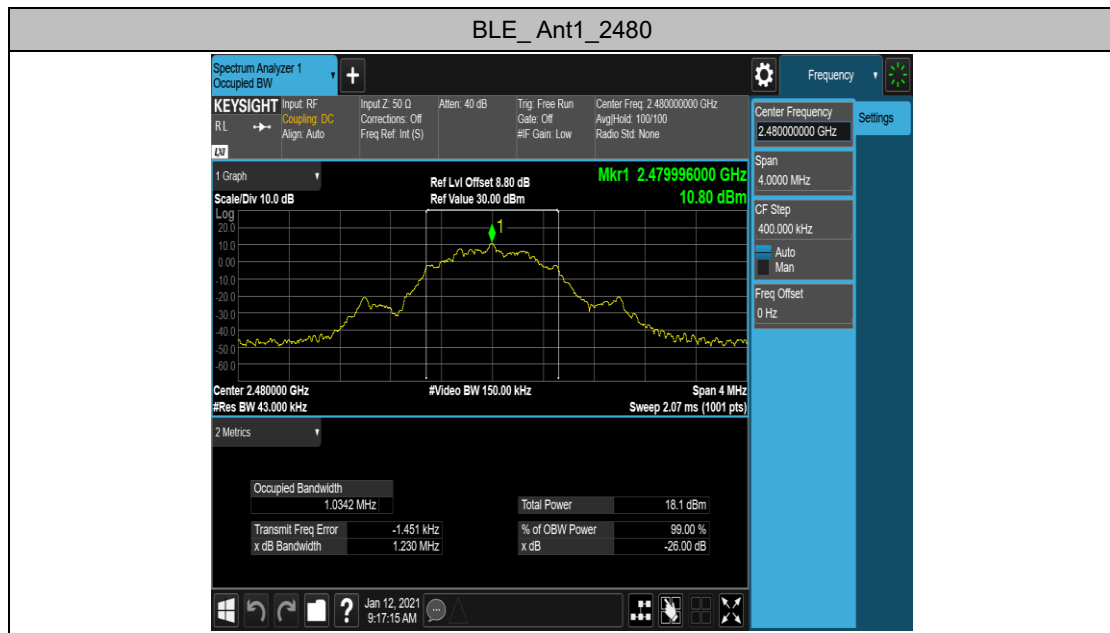 BLE_ Ant1_2480
Spectrum Analyzer 1
Occupied BW
Frequency
KEYSIGHT
RL
LXI
Input: RF
Coupling: DC
Align: Auto
Input Z: 50 Ω
Corrections: Off
Freq Ref: Int (S)
Atten: 40 dB
Trig: Free Run
Gate: Off
#IF Gain: Low
Center Freq: 2.480000000 GHz
Avg|Hold: 100/100
Radio Std: None
Center Frequency
2.480000000 GHz
Settings
Span
4.0000 MHz
CF Step
400.000 kHz
Auto
Man
Freq Offset
0 Hz
1 Graph
Scale/Div 10.0 dB
Ref Lvl Offset 8.80 dB
Ref Value 30.00 dBm
Mkr1 2.479996000 GHz
10.80 dBm
Log
20.0
10.0
0.00
-10.0
-20.0
-30.0
-40.0
-50.0
-60.0
1
Center 2.480000 GHz
#Res BW 43.000 kHz
#Video BW 150.00 kHz
Span 4 MHz
Sweep 2.07 ms (1001 pts)
2 Metrics
Occupied Bandwidth
1.0342 MHz
Total Power 18.1 dBm
Transmit Freq Error -1.451 kHz
% of OBW Power 99.00 %
x dB Bandwidth 1.230 MHz
x dB -26.00 dB
Jan 12, 2021
9:17:15 AM